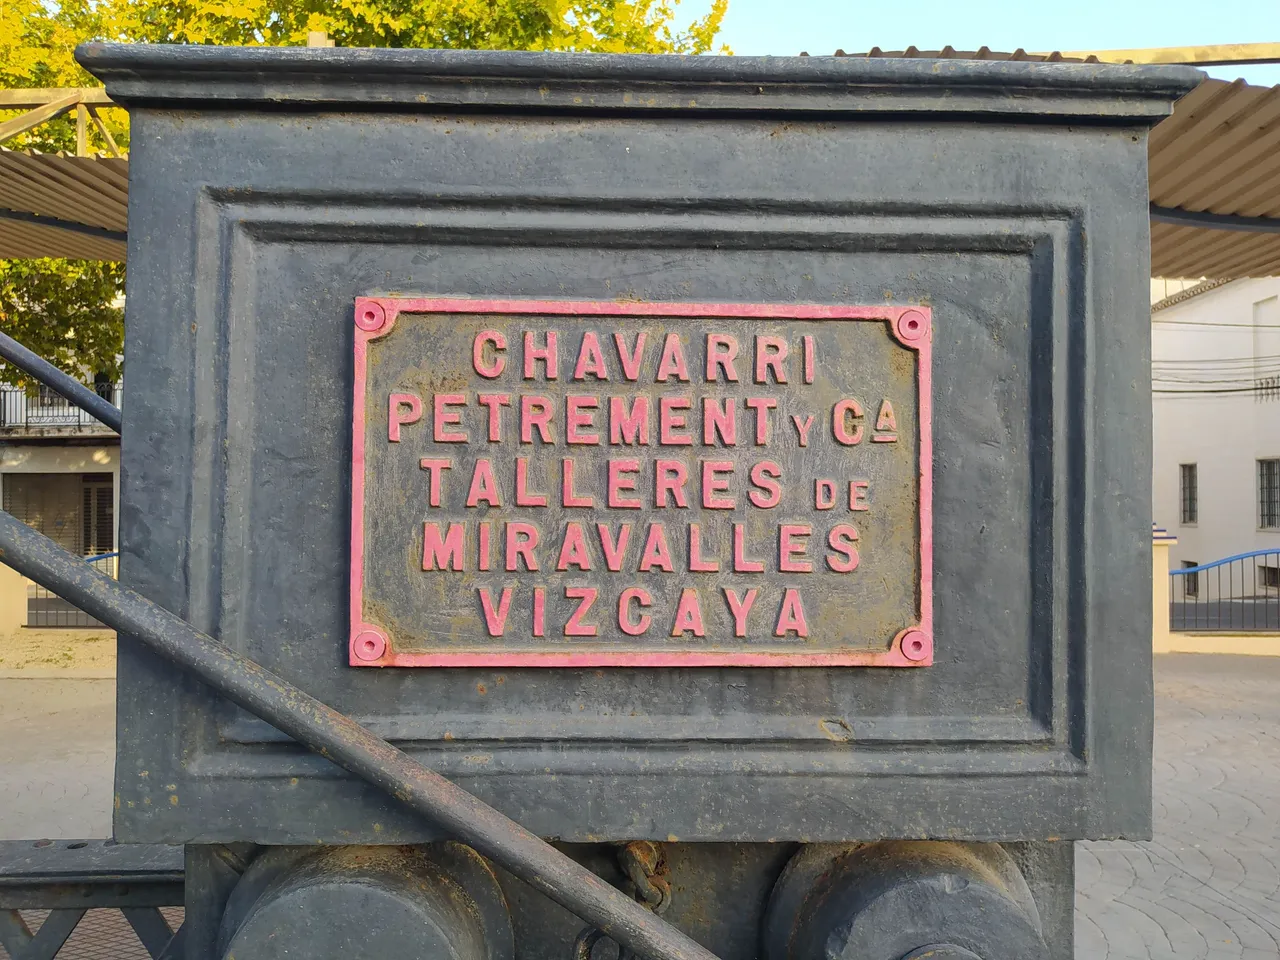 CHAVARRI
PETREMENT Y Cª
TALLERES DE
MIRAVALLES
VIZCAYA